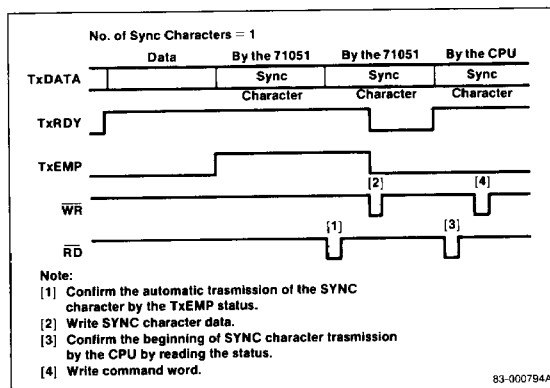 No. of Sync Characters = 1
Data By the 71051 By the 71051 By the CPU
TxDATA Sync Sync Sync
Character Character Character
TxRDY
TxEMP
[2] [4]
WR
[1] [3]
RD
Note:
[1] Confirm the automatic trasmission of the SYNC
character by the TxEMP status.
[2] Write SYNC character data.
[3] Confirm the beginning of SYNC character trasmission
by the CPU by reading the status.
[4] Write command word.
83-000794A